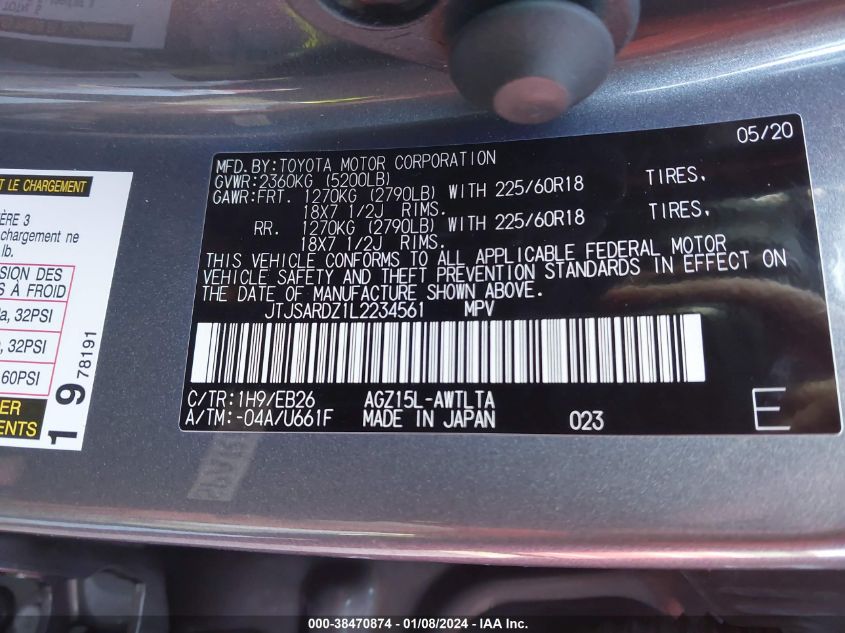 05/20
MFD.BY:TOYOTA MOTOR CORPORATION
GVWR:2360KG (5200LB)
GAWR:FRT. 1270KG (2790LB) WITH 225/60R18 TIRES,
18X7 1/2J RIMS.
RR. 1270KG (2790LB) WITH 225/60R18 TIRES,
18X7 1/2J RIMS.
THIS VEHICLE CONFORMS TO ALL APPLICABLE FEDERAL MOTOR
VEHICLE SAFETY AND THEFT PREVENTION STANDARDS IN EFFECT ON
THE DATE OF MANUFACTURE SHOWN ABOVE.
JTJSARDZ1L2234561 MPV
C/TR:1H9/EB26 AGZ15L-AWTLTA
A/TM:-04A/U661F MADE IN JAPAN 023
E
T LE CHARGEMENT
ÈRE 3
chargement ne
lb.
SION DES
S À FROID
a, 32PSI
, 32PSI
60PSI
ER
MENTS
1 9 78191
000-38470874 | 01/08/2024 | IAA Inc.